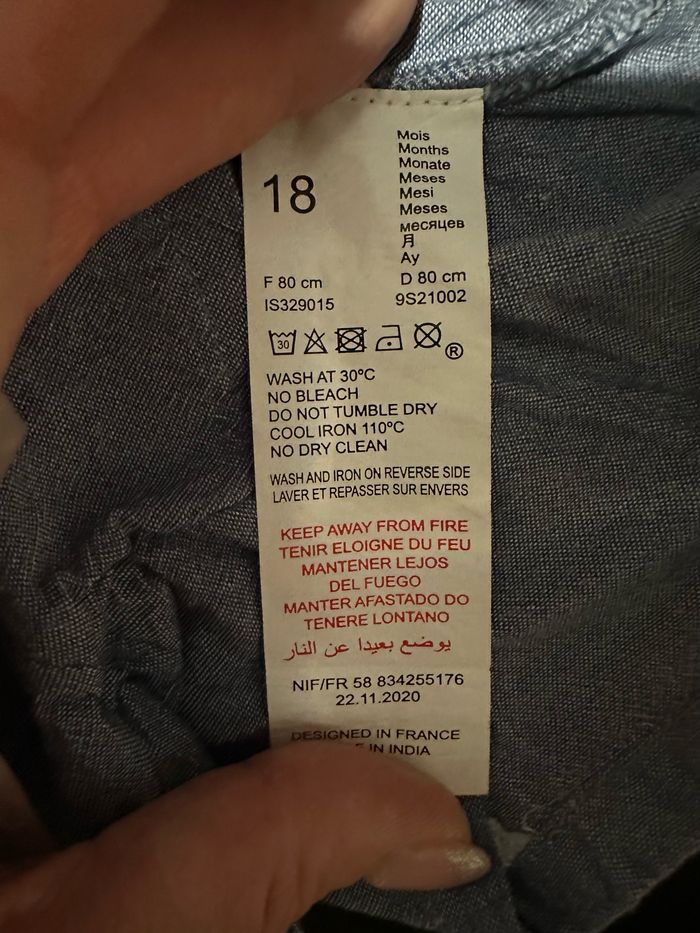 18
Mois
Months
Monate
Meses
Mesi
Meses
месяцев
月
Ay
F 80 cm D 80 cm
IS329015 9S21002
30 ®
WASH AT 30ºC
NO BLEACH
DO NOT TUMBLE DRY
COOL IRON 110ºC
NO DRY CLEAN
WASH AND IRON ON REVERSE SIDE
LAVER ET REPASSER SUR ENVERS
KEEP AWAY FROM FIRE
TENIR ELOIGNE DU FEU
MANTENER LEJOS
DEL FUEGO
MANTER AFASTADO DO
TENERE LONTANO
يوضع بعيدا عن النار
NIF/FR 58 834255176
22.11.2020
DESIGNED IN FRANCE
IN INDIA